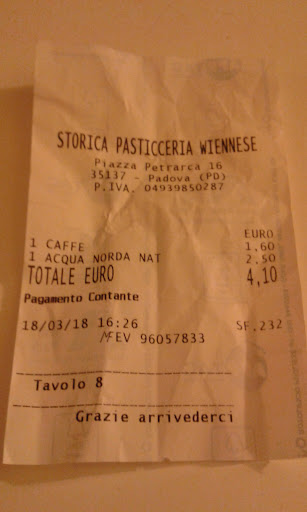 STORICA PASTICCERIA WIENNESE
Piazza Petrarca 16
35137 - Padova (PD)
P.IVA. 04939850287
EURO
1 CAFFE 1,60
1 ACQUA NORDA NAT 2,50
TOTALE EURO 4,10
Pagamento Contante
18/03/18 16:26 SF.232
MFEV 96057833
Tavolo 8
Grazie arrivederci